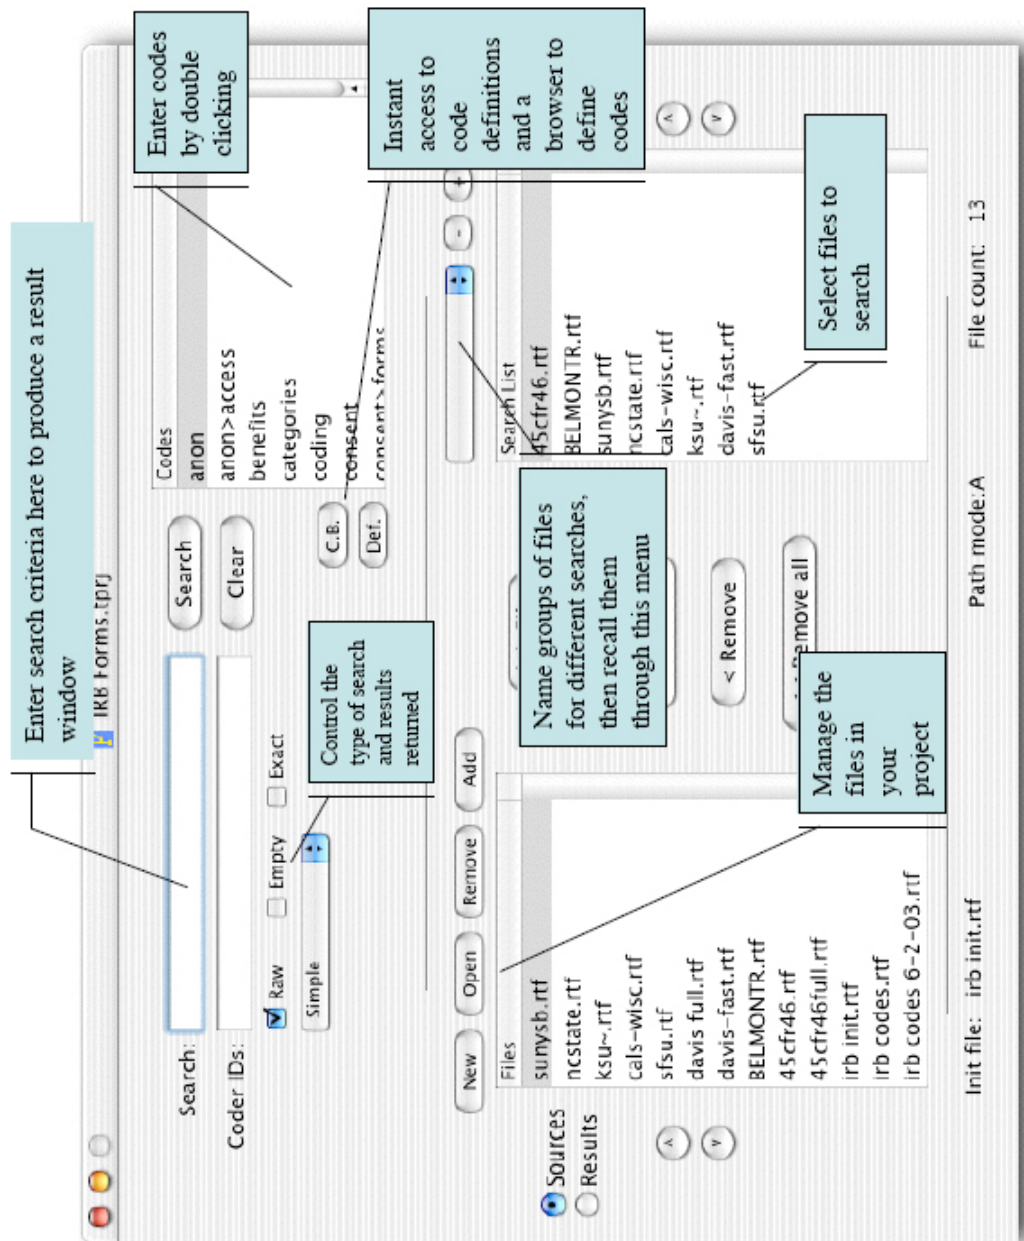 Enter search criteria here to produce a result
window
IRB Forms.tprj
Enter codes
by double
clicking
Search:
Search
Coder IDs:
Clear
Raw
Empty
Exact
Simple
Control the
type of search
and results
returned
C.B.
Def.
Codes
anon
anon>access
benefits
categories
coding
consent
consent>forms
Instant
access to
code
definitions
and a
browser to
define
codes
New
Open
Remove
Add
-
+
Sources
Results
Files
sunysb.rtf
ncstate.rtf
ksu~.rtf
cals-wisc.rtf
sfsu.rtf
davis full.rtf
davis-fast.rtf
BELMONTR.rtf
45cfr46.rtf
45cfr46full.rtf
irb init.rtf
irb codes.rtf
irb codes 6-2-03.rtf
Name groups of files
for different searches,
then recall them
through this menu
< Remove
Remove all
Manage the
files in
your
project
Search List
45cfr46.rtf
BELMONTR.rtf
sunysb.rtf
ncstate.rtf
cals-wisc.rtf
ksu~.rtf
davis-fast.rtf
sfsu.rtf
Select files to
search
Init file: irb init.rtf
Path mode:A
File count: 13